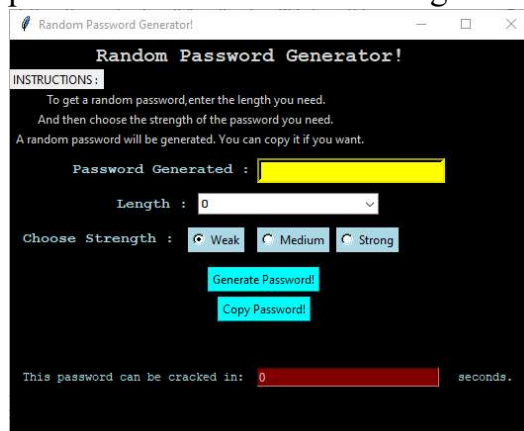 Random Password Generator!
Random Password Generator!
INSTRUCTIONS :
To get a random password,enter the length you need.
And then choose the strength of the password you need.
A random password will be generated. You can copy it if you want.
Password Generated :
Length : 0
Choose Strength : Weak Medium Strong
Generate Password!
Copy Password!
This password can be cracked in: 0 seconds.